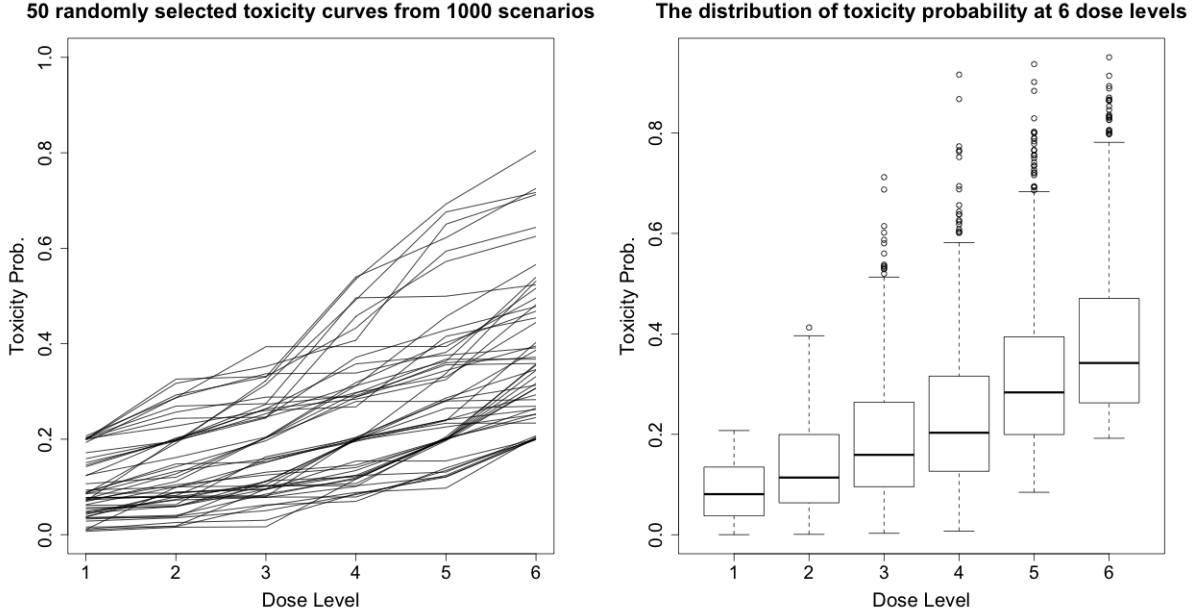 50 randomly selected toxicity curves from 1000 scenarios
Toxicity Prob.
1.0
0.8
0.6
0.4
0.2
0.0
1 2 3 4 5 6
Dose Level
The distribution of toxicity probability at 6 dose levels
Toxicity Prob.
0.8
0.6
0.4
0.2
0.0
1 2 3 4 5 6
Dose Level